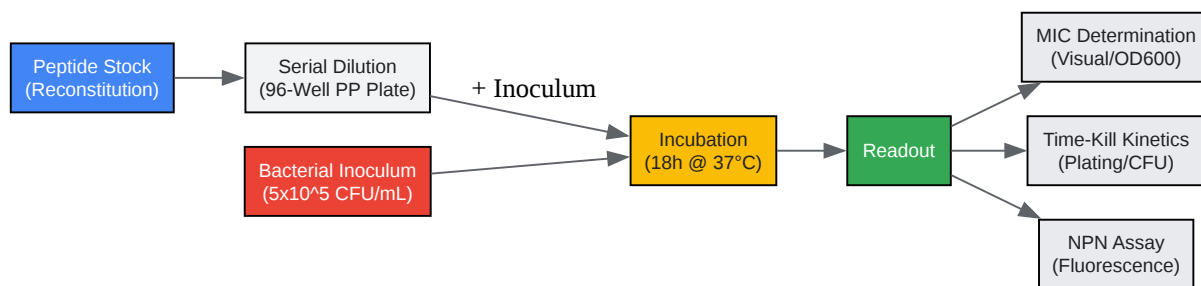 Peptide Stock
(Reconstitution)
Serial Dilution
(96-Well PP Plate)
+ Inoculum
Bacterial Inoculum
(5x10^5 CFU/mL)
Incubation
(18h @ 37°C)
Readout
MIC Determination
(Visual/OD600)
Time-Kill Kinetics
(Plating/CFU)
NPN Assay
(Fluorescence)